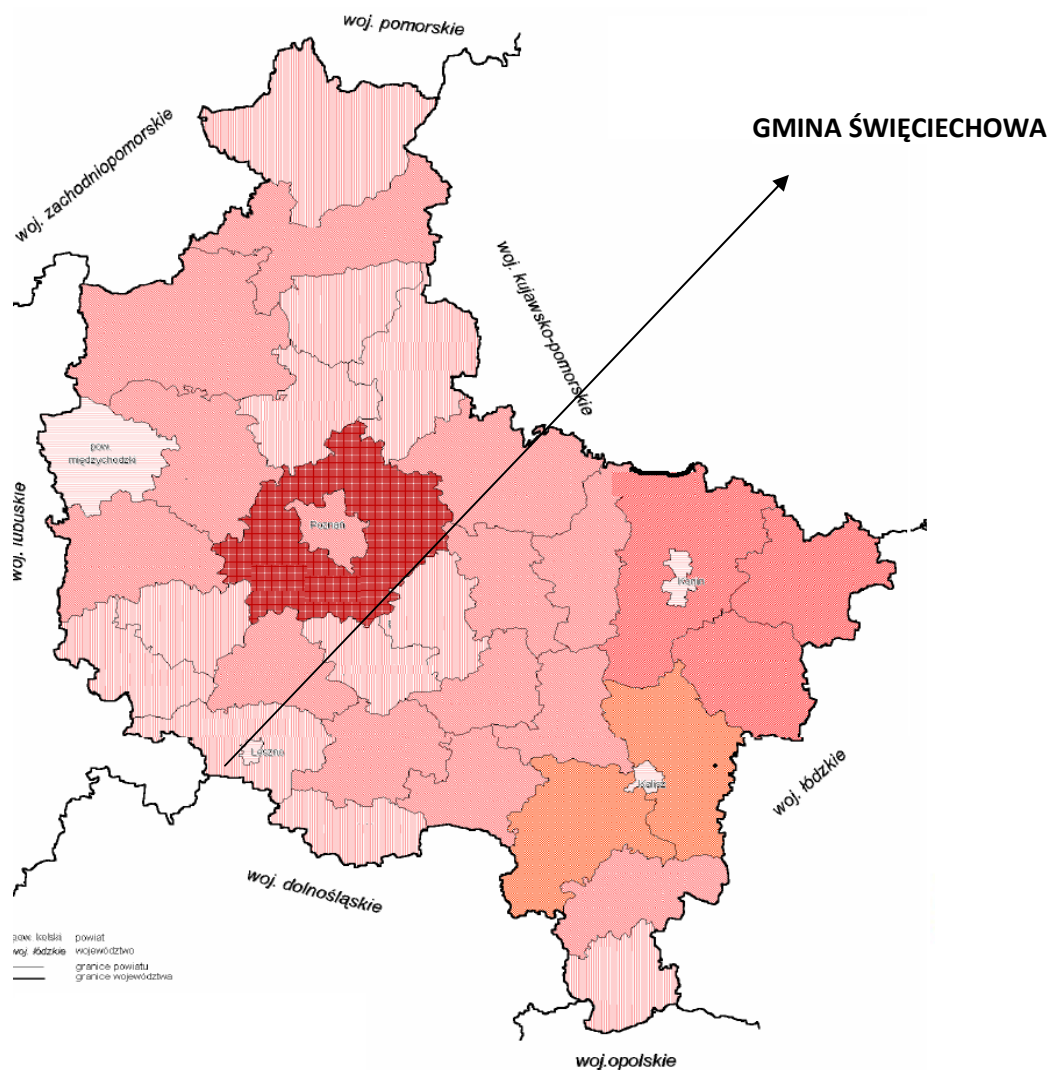 woj. pomorskie
GMINA ŚWIĘCIECHOWA
woj. zachodniopomorskie
woj. kujawsko-pomorskie
pow.
międzychodzki
Poznań
woj. lubuskie
Konin
Leszno
Kalisz
woj. łódzkie
woj. dolnośląskie
pow. kolski powiat
woj. łódzkie województwo
granice powiatu
granice województwa
woj.opolskie